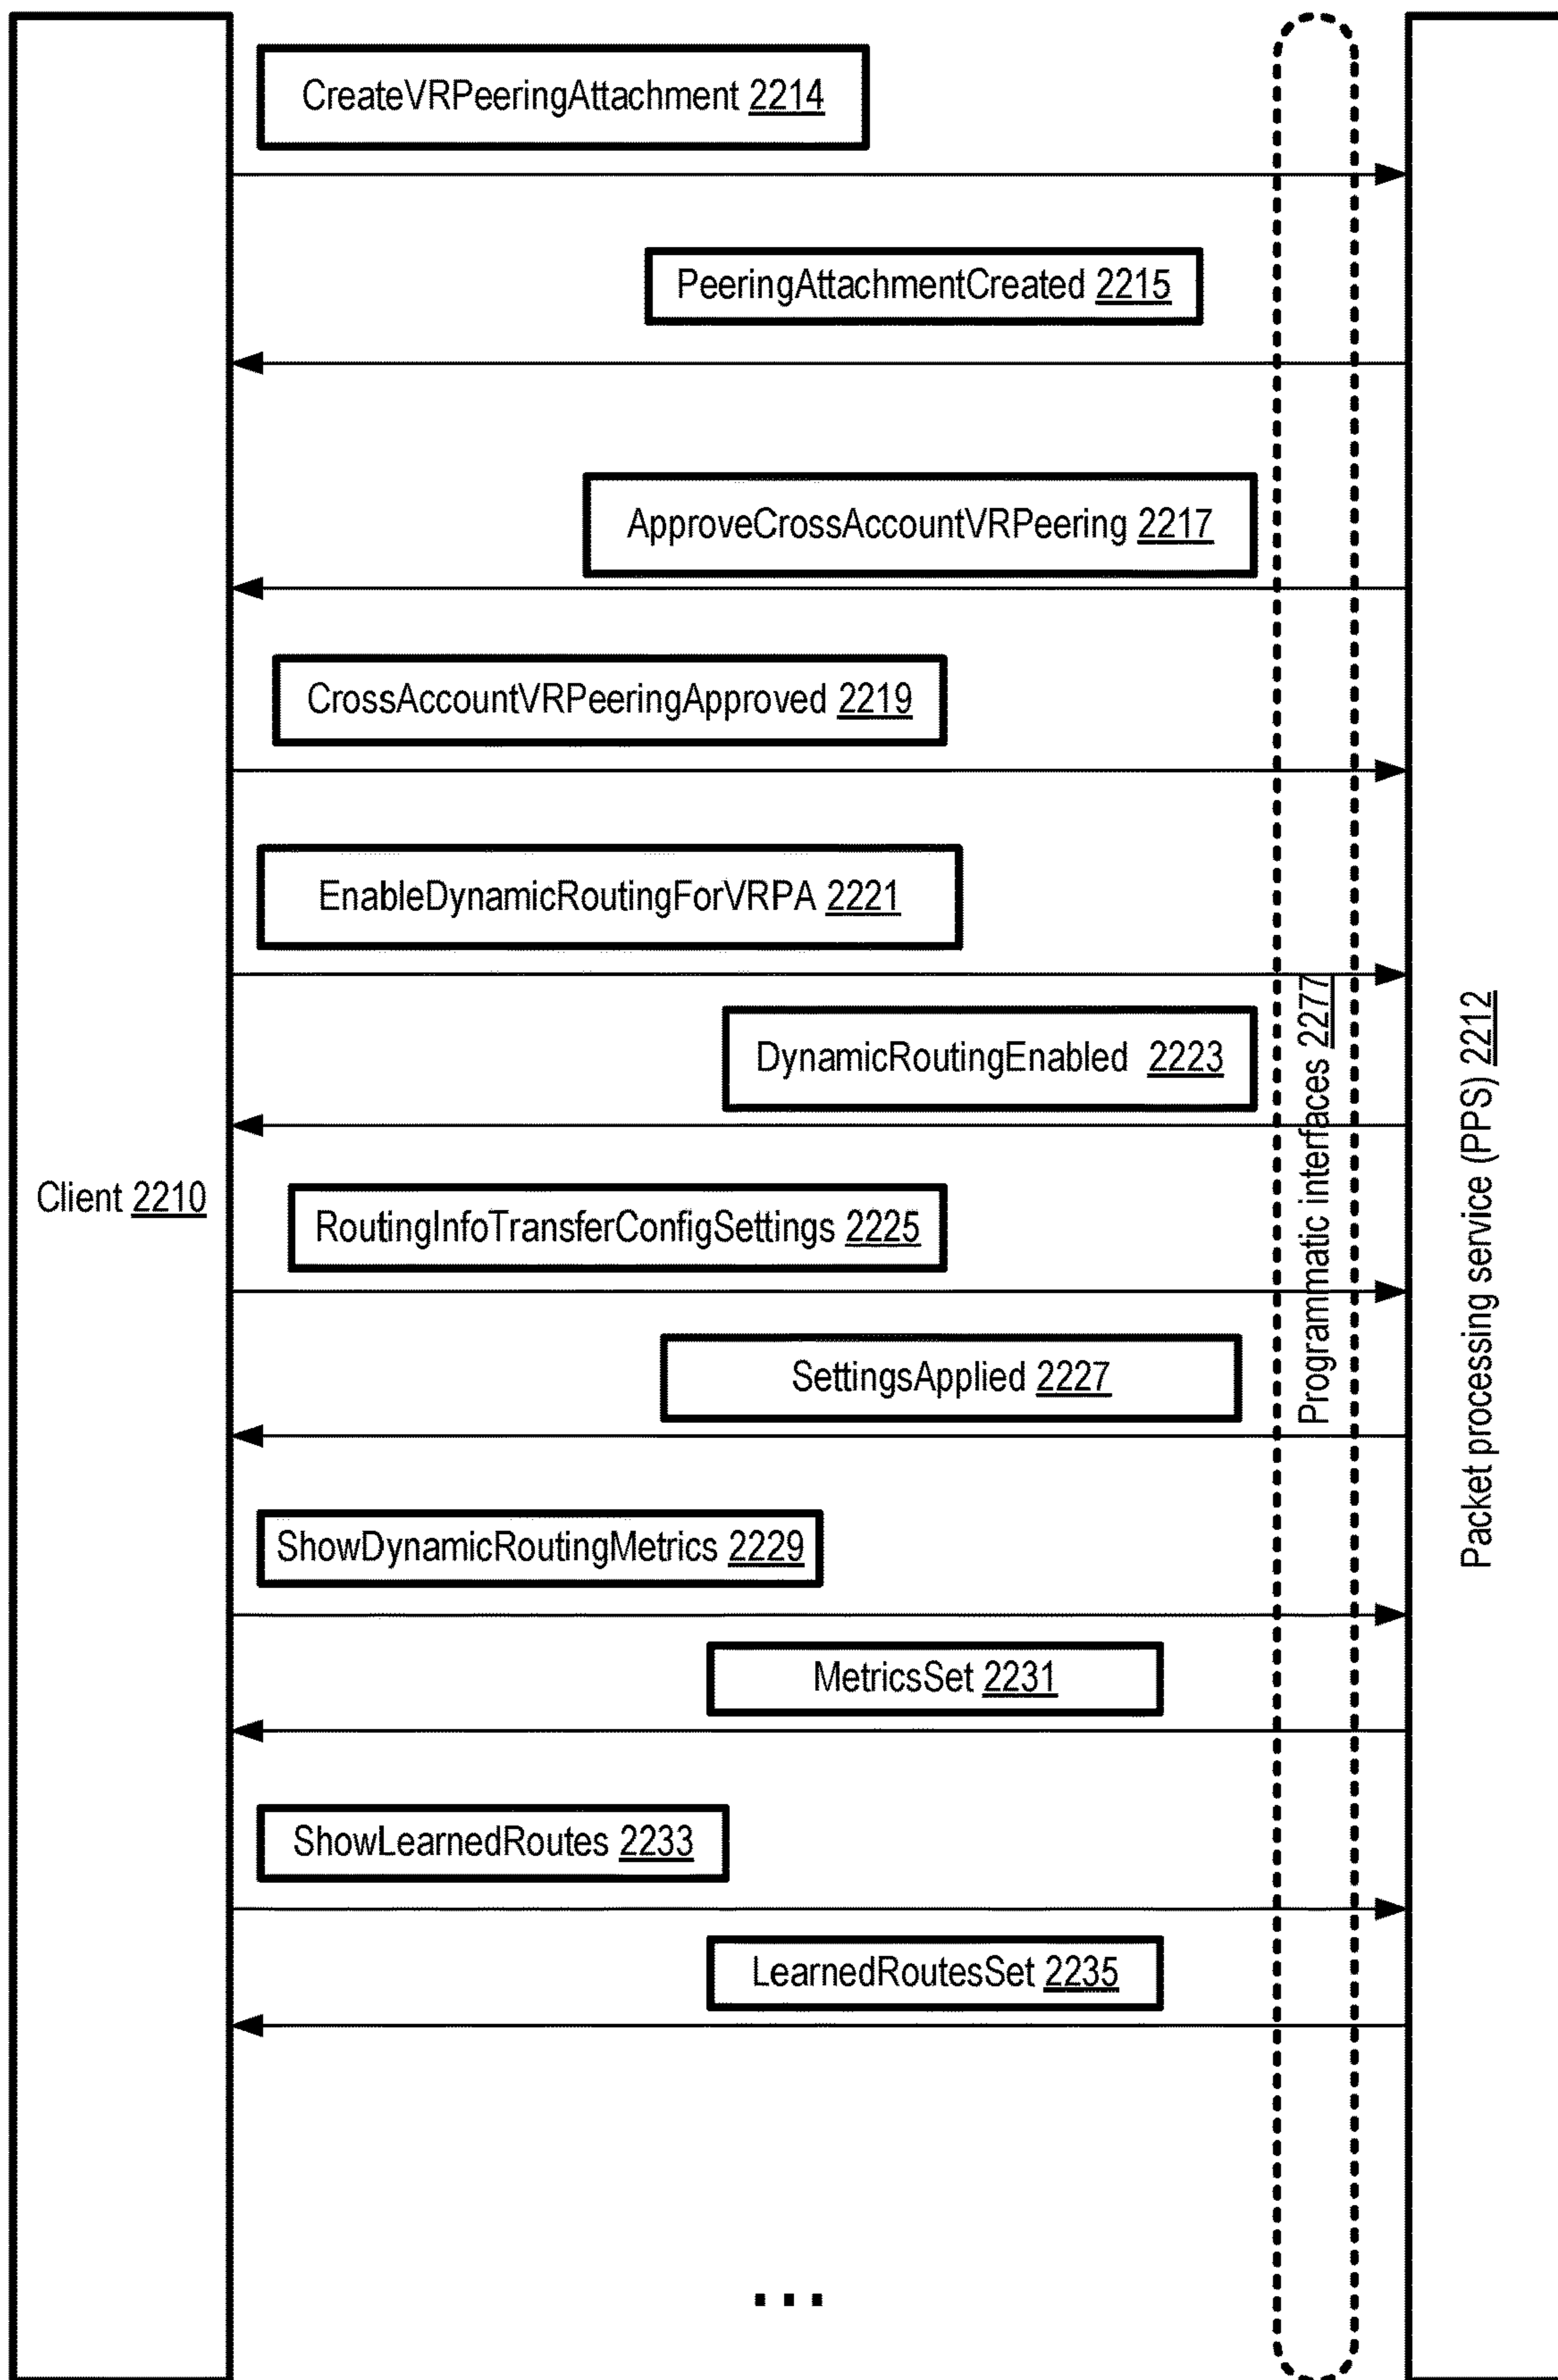 CreateVRPeeringAttachment 2214
PeeringAttachmentCreated 2215
ApproveCrossAccountVRPeering 2217
CrossAccountVRPeeringApproved 2219
EnableDynamicRoutingForVRPA 2221
DynamicRoutingEnabled 2223
Client 2210
RoutingInfoTransferConfigSettings 2225
SettingsApplied 2227
ShowDynamicRoutingMetrics 2229
MetricsSet 2231
ShowLearnedRoutes 2233
LearnedRoutesSet 2235
...
Programmatic interfaces 2277
Packet processing service (PPS) 2212